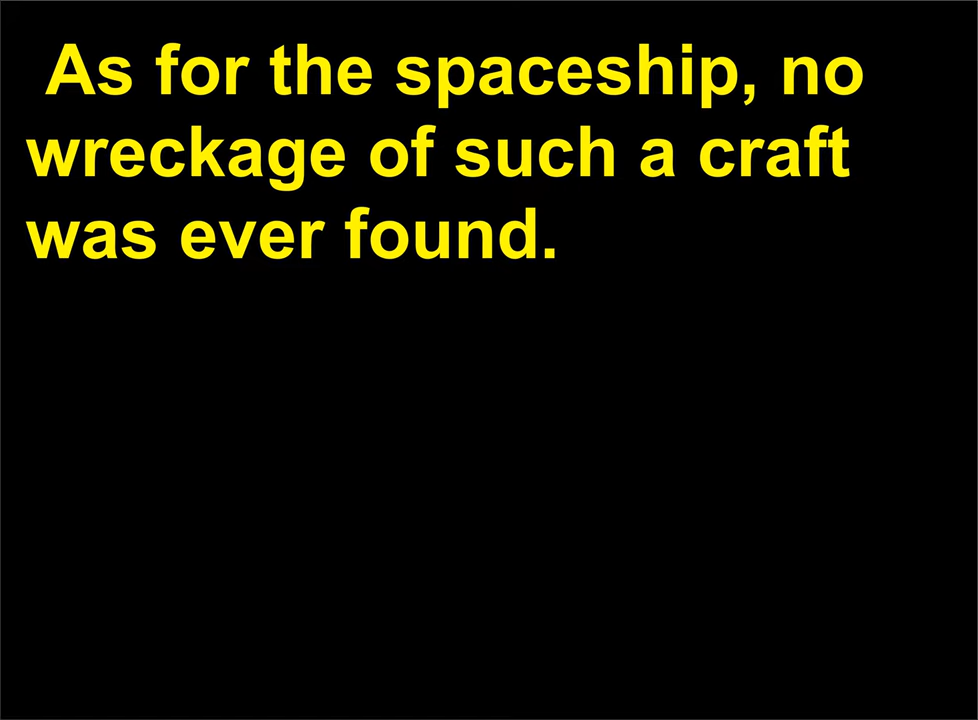 As for the spaceship, no
wreckage of such a craft
was ever found.